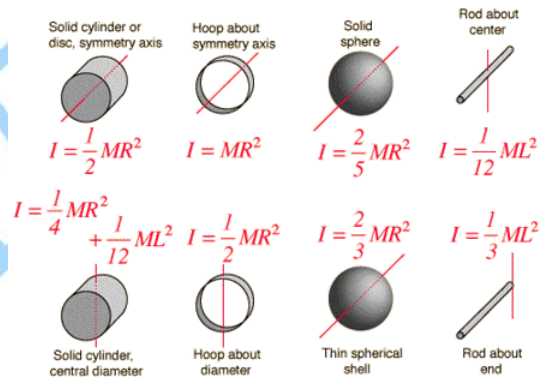 Solid cylinder or
disc, symmetry axis
Hoop about
symmetry axis
Solid
sphere
Rod about
center
I = 1/2 MR²
I = MR²
I = 2/5 MR²
I = 1/12 ML²
I = 1/4 MR²
+ 1/12 ML²
I = 1/2 MR²
I = 2/3 MR²
I = 1/3 ML²
Solid cylinder,
central diameter
Hoop about
diameter
Thin spherical
shell
Rod about
end